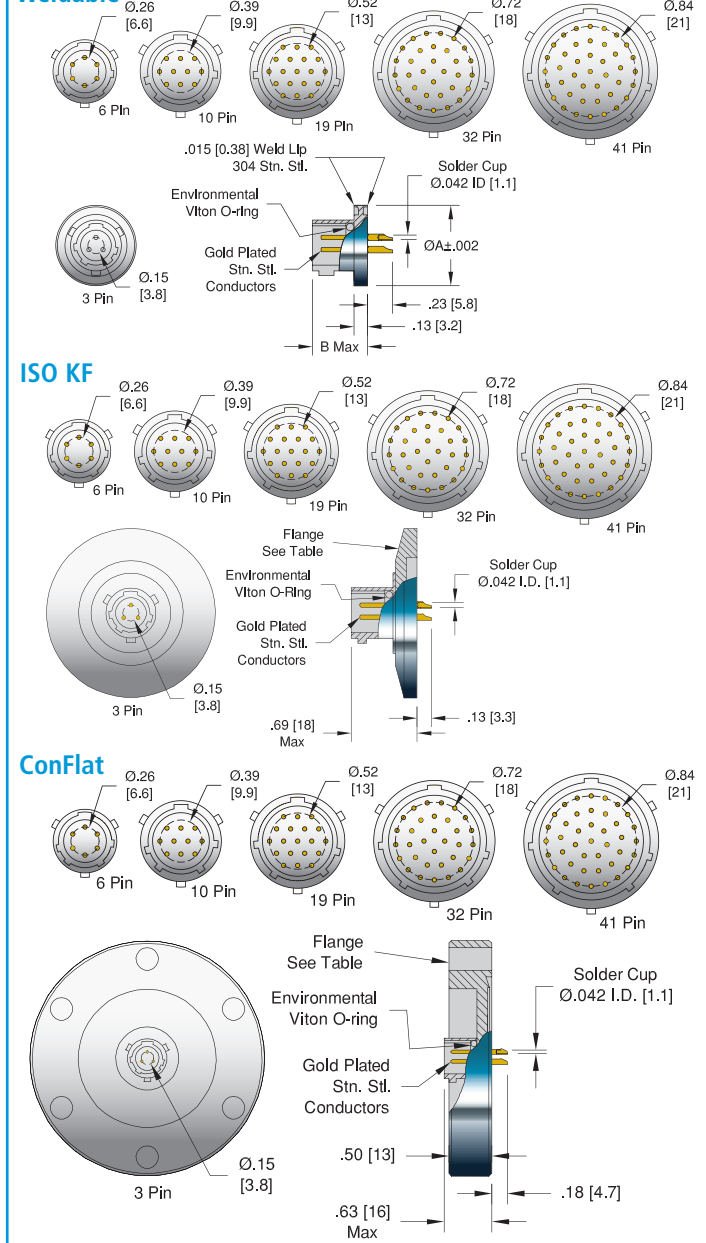 Weldable
Ø.26
[6.6]
Ø.39
[9.9]
Ø.52
[13]
Ø.72
[18]
Ø.84
[21]
6 Pin
10 Pin
19 Pin
32 Pin
41 Pin
.015 [0.38] Weld Lip
304 Stn. Stl.
Solder Cup
Ø.042 ID [1.1]
Environmental
Viton O-ring
Gold Plated
Stn. Stl.
Conductors
ØA±.002
Ø.15
[3.8]
3 Pin
.23 [5.8]
.13 [3.2]
B Max
ISO KF
Ø.26
[6.6]
Ø.39
[9.9]
Ø.52
[13]
Ø.72
[18]
Ø.84
[21]
6 Pin
10 Pin
19 Pin
32 Pin
41 Pin
Flange
See Table
Solder Cup
Ø.042 I.D. [1.1]
Environmental
Viton O-Ring
Gold Plated
Stn. Stl.
Conductors
Ø.15
[3.8]
3 Pin
.69 [18]
Max
.13 [3.3]
ConFlat
Ø.26
[6.6]
Ø.39
[9.9]
Ø.52
[13]
Ø.72
[18]
Ø.84
[21]
6 Pin
10 Pin
19 Pin
32 Pin
41 Pin
Flange
See Table
Solder Cup
Ø.042 I.D. [1.1]
Environmental
Viton O-ring
Gold Plated
Stn. Stl.
Conductors
Ø.15
[3.8]
3 Pin
.50 [13]
.18 [4.7]
.63 [16]
Max